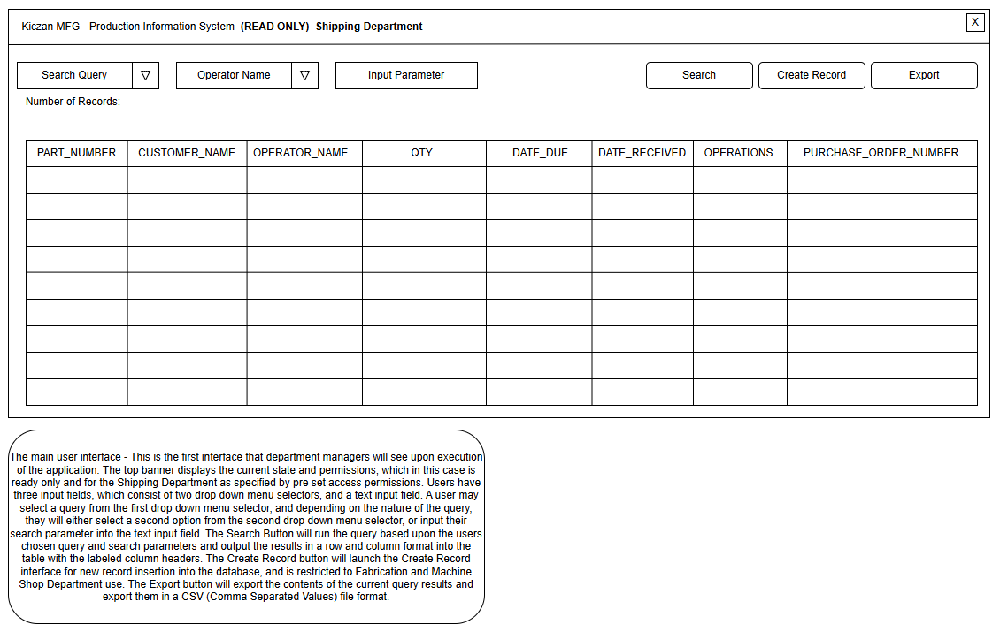 Kiczan MFG - Production Information System (READ ONLY) Shipping Department
X
Search Query ▽ Operator Name ▽ Input Parameter Search Create Record Export
Number of Records:
PART_NUMBER CUSTOMER_NAME OPERATOR_NAME QTY DATE_DUE DATE_RECEIVED OPERATIONS PURCHASE_ORDER_NUMBER
The main user interface - This is the first interface that department managers will see upon execution
of the application. The top banner displays the current state and permissions, which in this case is
ready only and for the Shipping Department as specified by pre set access permissions. Users have
three input fields, which consist of two drop down menu selectors, and a text input field. A user may
select a query from the first drop down menu selector, and depending on the nature of the query,
they will either select a second option from the second drop down menu selector, or input their
search parameter into the text input field. The Search Button will run the query based upon the users
chosen query and search parameters and output the results in a row and column format into the
table with the labeled column headers. The Create Record button will launch the Create Record
interface for new record insertion into the database, and is restricted to Fabrication and Machine
Shop Department use. The Export button will export the contents of the current query results and
export them in a CSV (Comma Separated Values) file format.